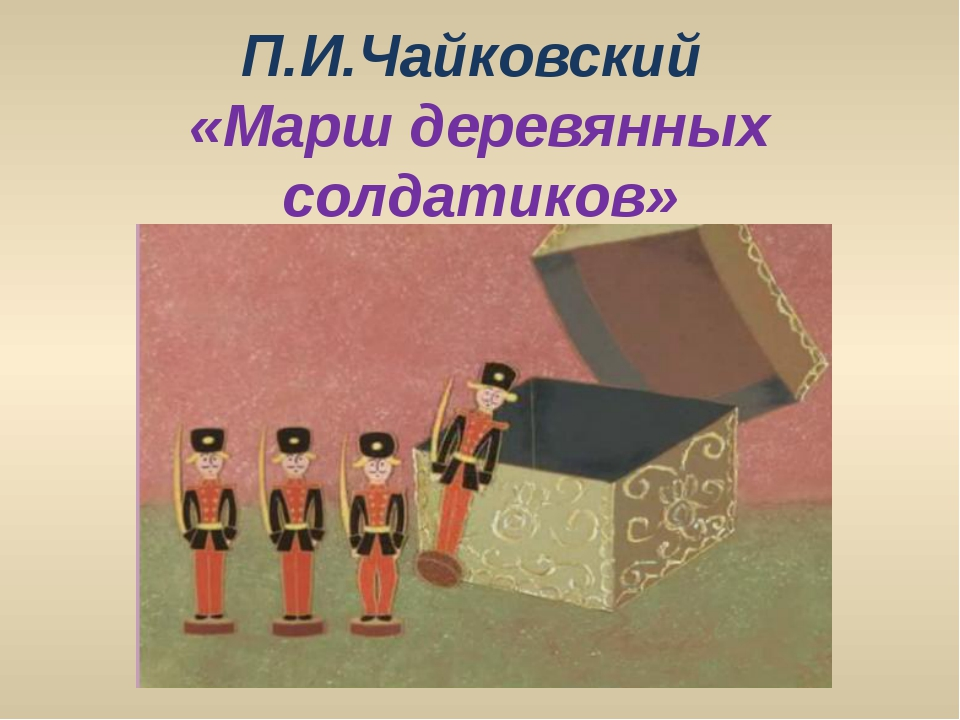 П.И.Чайковский
«Марш деревянных
солдатиков»